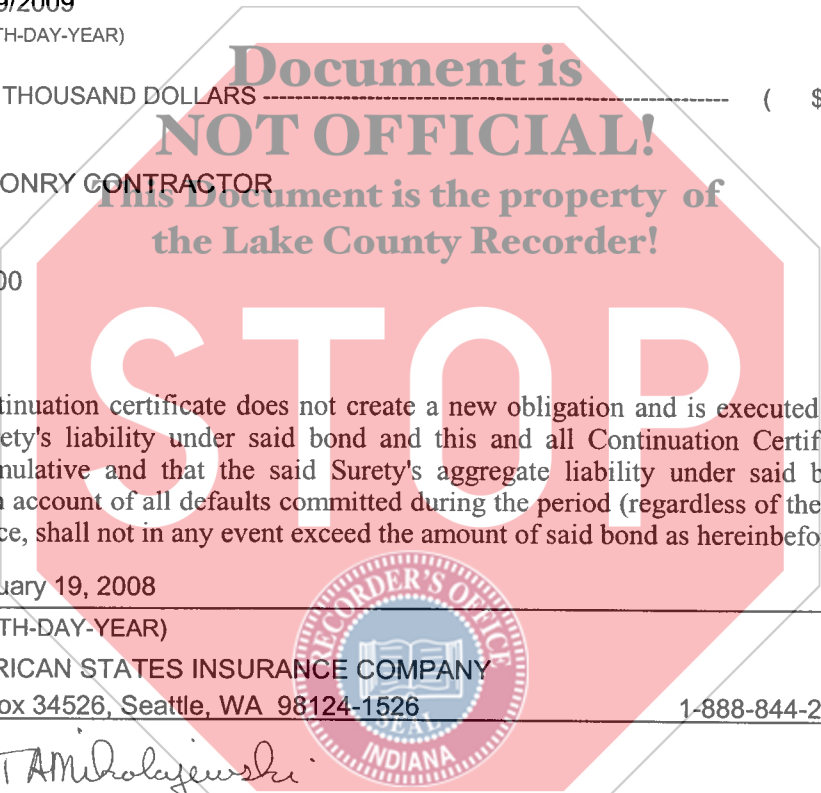 9/2009
TH-DAY-YEAR)
Document is
THOUSAND DOLLARS ---------------------------------------- ( $
NOT OFFICIAL!
ONRY CONTRACTOR
This Document is the property of
the Lake County Recorder!
00
STOP
tinuation certificate does not create a new obligation and is executed
ety's liability under said bond and this and all Continuation Certif
mulative and that the said Surety's aggregate liability under said b
account of all defaults committed during the period (regardless of the
ce, shall not in any event exceed the amount of said bond as hereinbefo
RECORDER'S OFFICE
uary 19, 2008
TH-DAY-YEAR)
RICAN STATES INSURANCE COMPANY
ox 34526, Seattle, WA 98124-1526 1-888-844-2
SEAL
INDIANA
TAMikolajewski